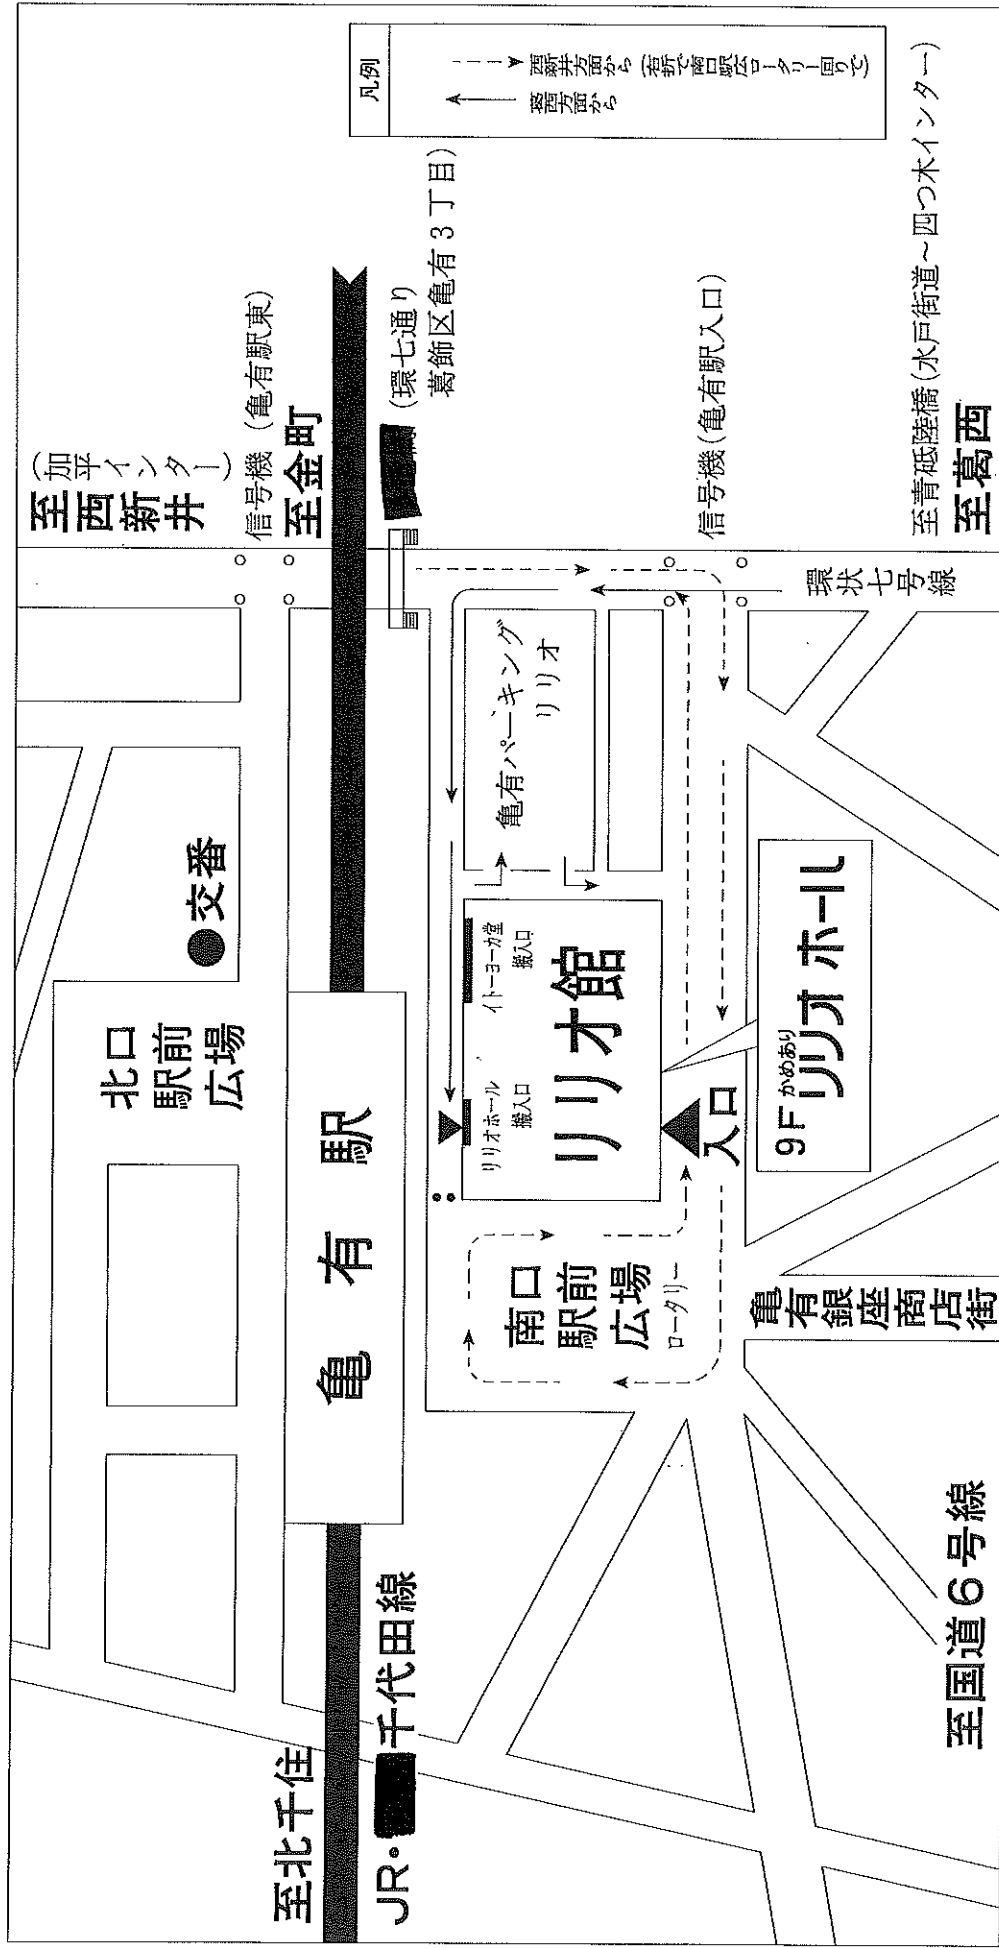 凡例
西新井方面から (右折で南口駅広ロータリー回りで)
葛西方面から
(加平インター)
至西新井
信号機 (亀有駅東)
至金町
(環七通り
葛飾区亀有3丁目)
信号機(亀有駅入口)
至青砥陸橋(水戸街道～四つ木インター)
至葛西
環状七号線
亀有パーキング
リリオ
交番
北口
駅前
広場
亀有駅
イトーヨーカ堂
搬入口
リリオホール
搬入口
リリオ館
入口
9F かめあり
リリオホール
南口
駅前
広場
ロータリー
亀有銀座商店街
至北千住
JR・
千代田線
至国道6号線